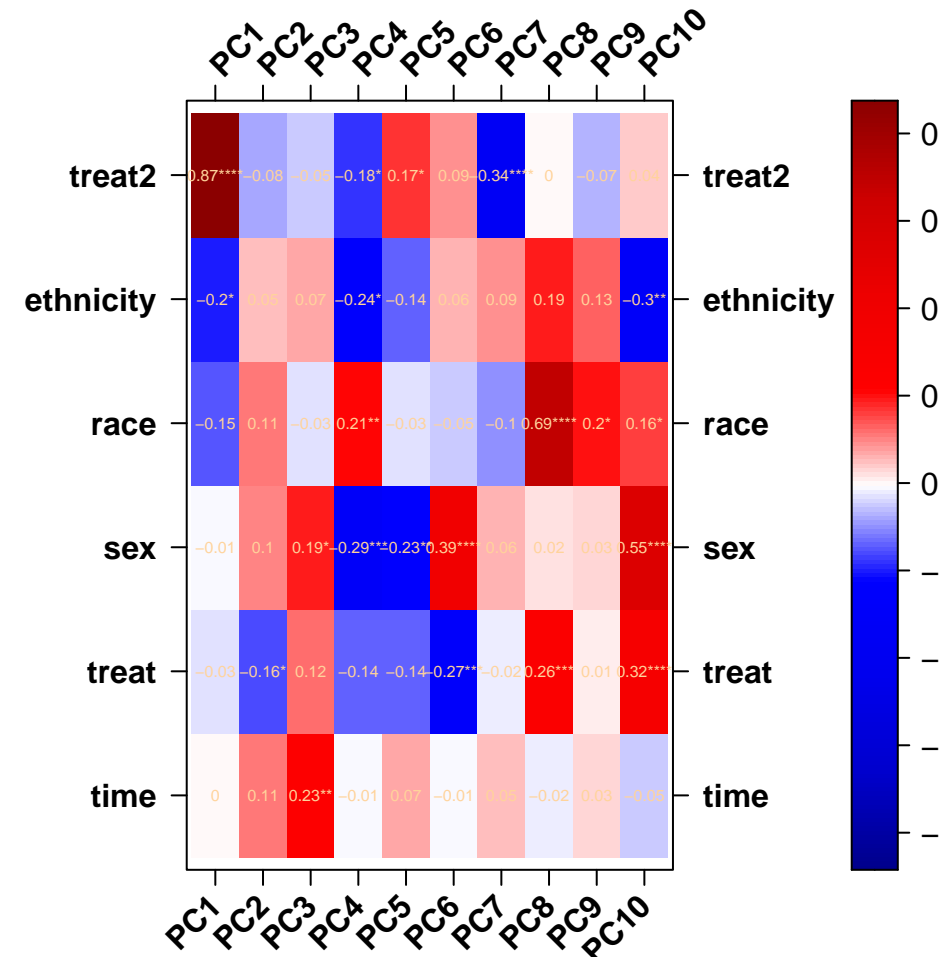 PC1 PC2 PC3 PC4 PC5 PC6 PC7 PC8 PC9 PC10
treat2 0.87**** −0.08 −0.05 −0.18* 0.17* 0.09 −0.34**** 0 −0.07 treat2
ethnicity −0.2* 0.05 0.07 −0.24* −0.14 0.06 0.09 0.19 0.13 −0.3** ethnicity
race −0.15 0.11 −0.03 0.21** −0.03 −0.05 −0.1 0.69**** 0.2* 0.16* race
sex −0.01 0.1 0.19* −0.29*** −0.23* 0.39**** 0.06 0.02 0.03 0.55**** sex
treat −0.03 −0.16* 0.12 −0.14 −0.14 −0.27*** −0.02 0.26*** 0.01 0.32**** treat
time 0 0.11 0.23** −0.01 0.07 −0.01 0.05 −0.02 0.03 −0.05 time
PC1 PC2 PC3 PC4 PC5 PC6 PC7 PC8 PC9 PC10
0
0
0
0
0
−
−
−
−